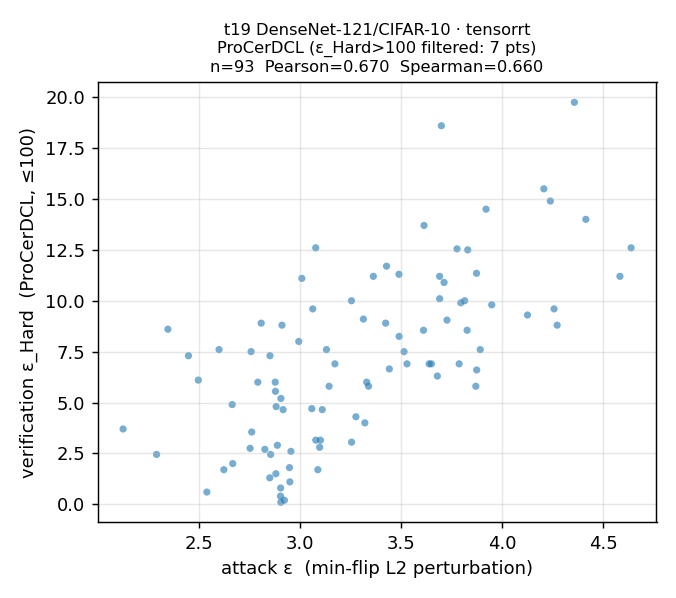 t19 DenseNet-121/CIFAR-10 · tensorrt
ProCerDCL (ε_Hard>100 filtered: 7 pts)
n=93  Pearson=0.670  Spearman=0.660
20.0
17.5
15.0
12.5
10.0
7.5
5.0
2.5
0.0
verification ε_Hard  (ProCerDCL, ≤100)
2.5
3.0
3.5
4.0
4.5
attack ε  (min-flip L2 perturbation)